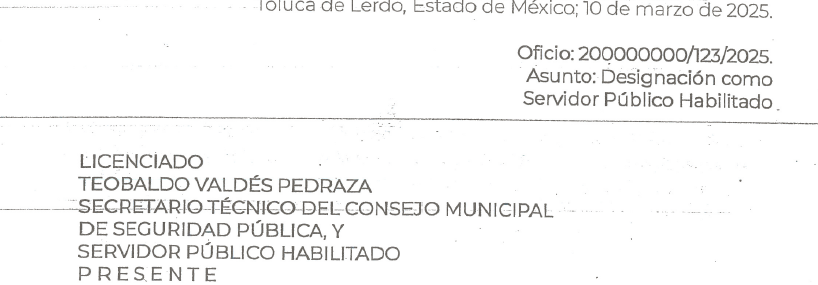 Toluca de Lerdo, Estado de México; 10 de marzo de 2025.
Oficio: 200000000/123/2025.
Asunto: Designación como
Servidor Público Habilitado.
LICENCIADO
TEOBALDO VALDÉS PEDRAZA
SECRETARIO TÉCNICO DEL CONSEJO MUNICIPAL
DE SEGURIDAD PÚBLICA, Y
SERVIDOR PÚBLICO HABILITADO
P R E S E N T E